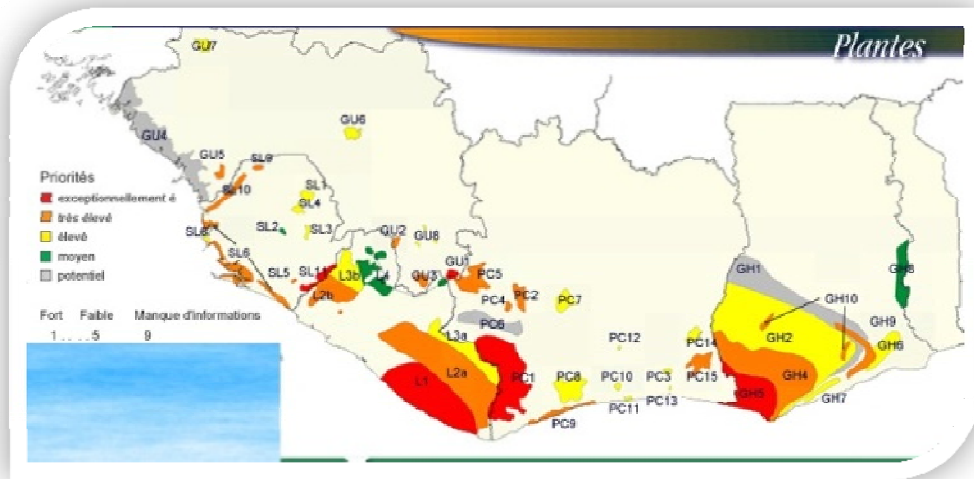 Plantes
GU7
GU6
GU4
GU5
SL9
SL10
SL1
SL4
SL2
SL3
SL8
SL6
SL5
SL11
GU2
GU8
GU1
GU3
L3b
L4
L2b
PC5
PC4
PC2
PC7
PC6
L3a
L2a
L1
PC1
PC8
PC9
PC12
PC10
PC11
PC3
PC13
PC14
PC15
GH1
GH8
GH10
GH9
GH2
GH6
GH4
GH5
GH7
Priorités
exceptionnellement é
très élevé
élevé
moyen
potentiel
Fort Faible Manque d'informations
1 . . . . 5 9